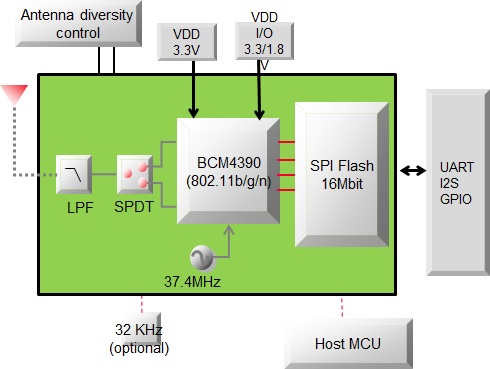 Antenna diversity
control
VDD
3.3V
VDD
I/O
3.3/1.8
V
BCM4390
(802.11b/g/n)
SPI Flash
16Mbit
UART
I2S
GPIO
LPF
SPDT
37.4MHz
32 KHz
(optional)
Host MCU